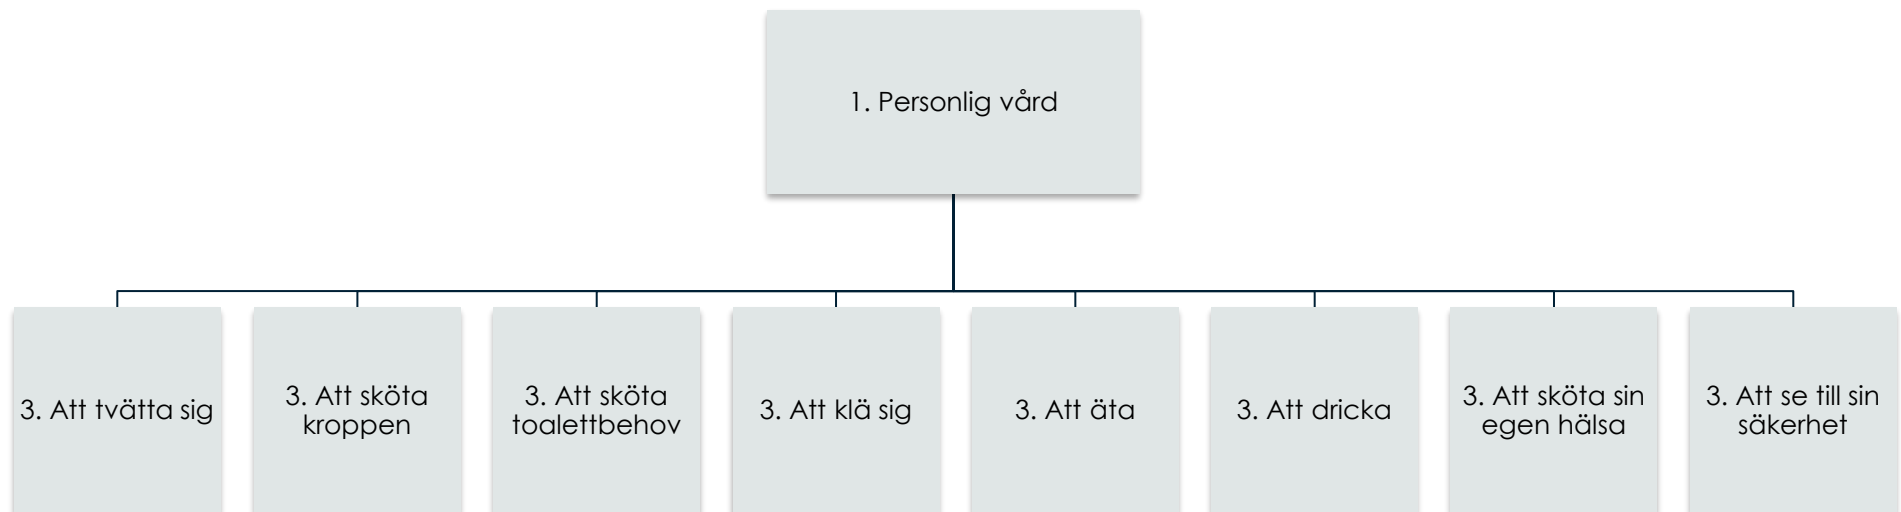 1. Personlig vård
3. Att tvätta sig
3. Att sköta
kroppen
3. Att sköta
toalettbehov
3. Att klä sig
3. Att äta
3. Att dricka
3. Att sköta sin
egen hälsa
3. Att se till sin
säkerhet